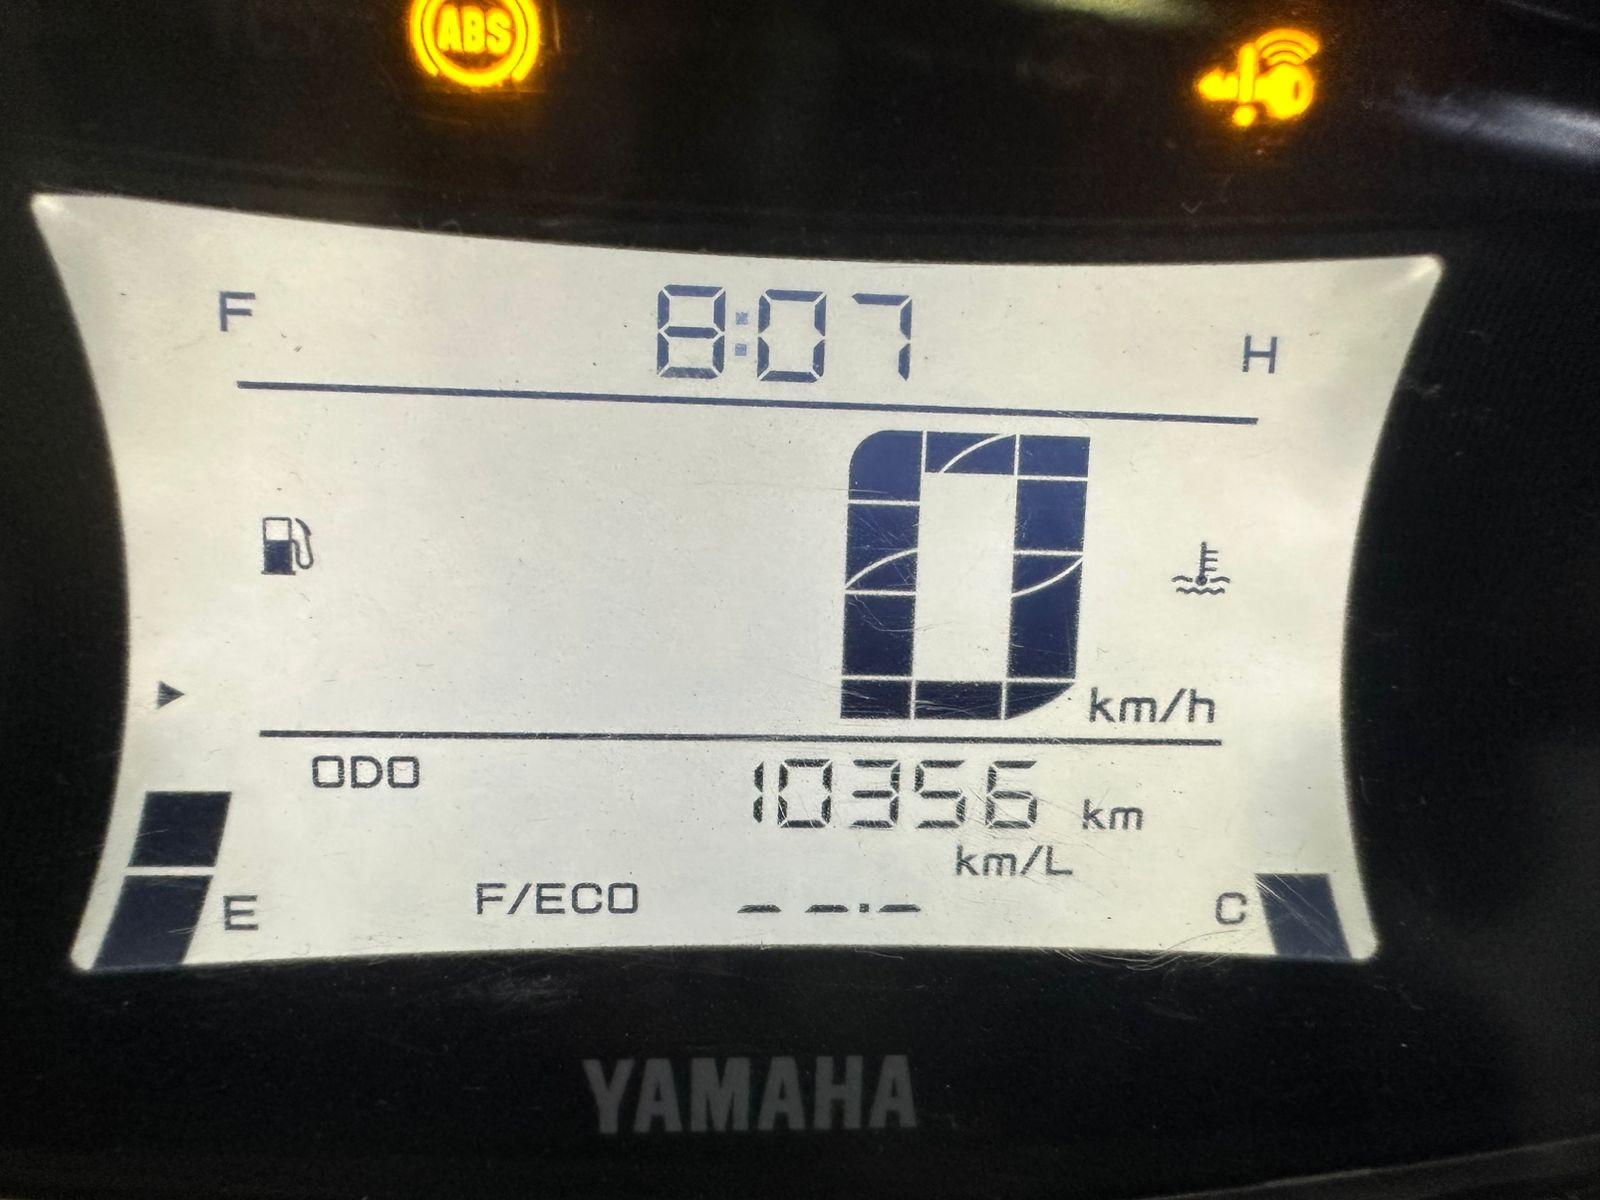 ABS
F 8:07 H
0 km/h
ODO 10356 km
km/L
E F/ECO _ _._ C
YAMAHA